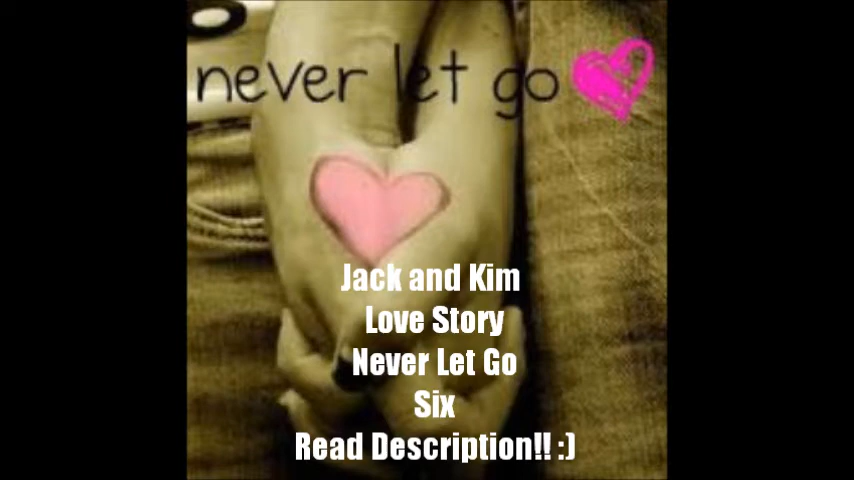 never let go
Jack and Kim
Love Story
Never Let Go
Six
Read Description!! :)